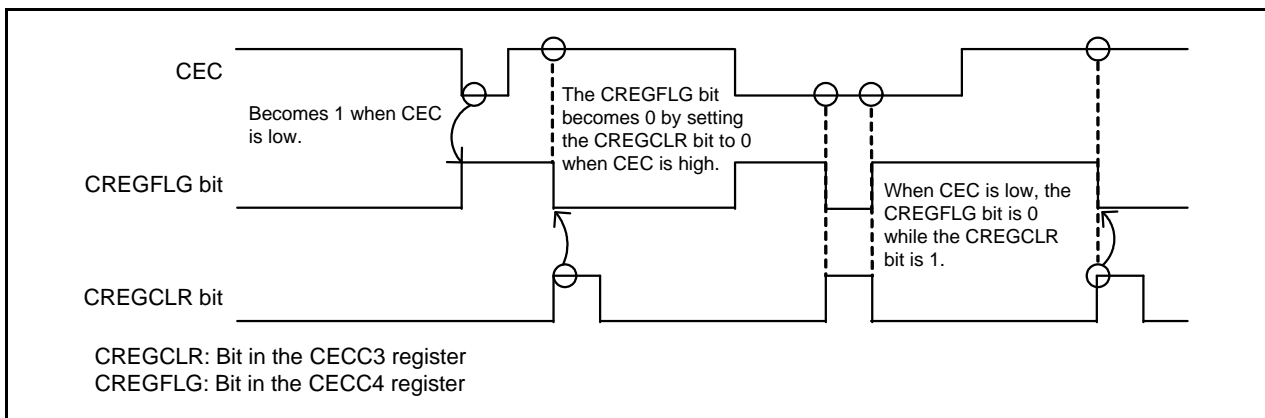 CEC
Becomes 1 when CEC
is low.
The CREGFLG bit
becomes 0 by setting
the CREGCLR bit to 0
when CEC is high.
CREGFLG bit
When CEC is low, the
CREGFLG bit is 0
while the CREGCLR
bit is 1.
CREGCLR bit
CREGCLR: Bit in the CECC3 register
CREGFLG: Bit in the CECC4 register